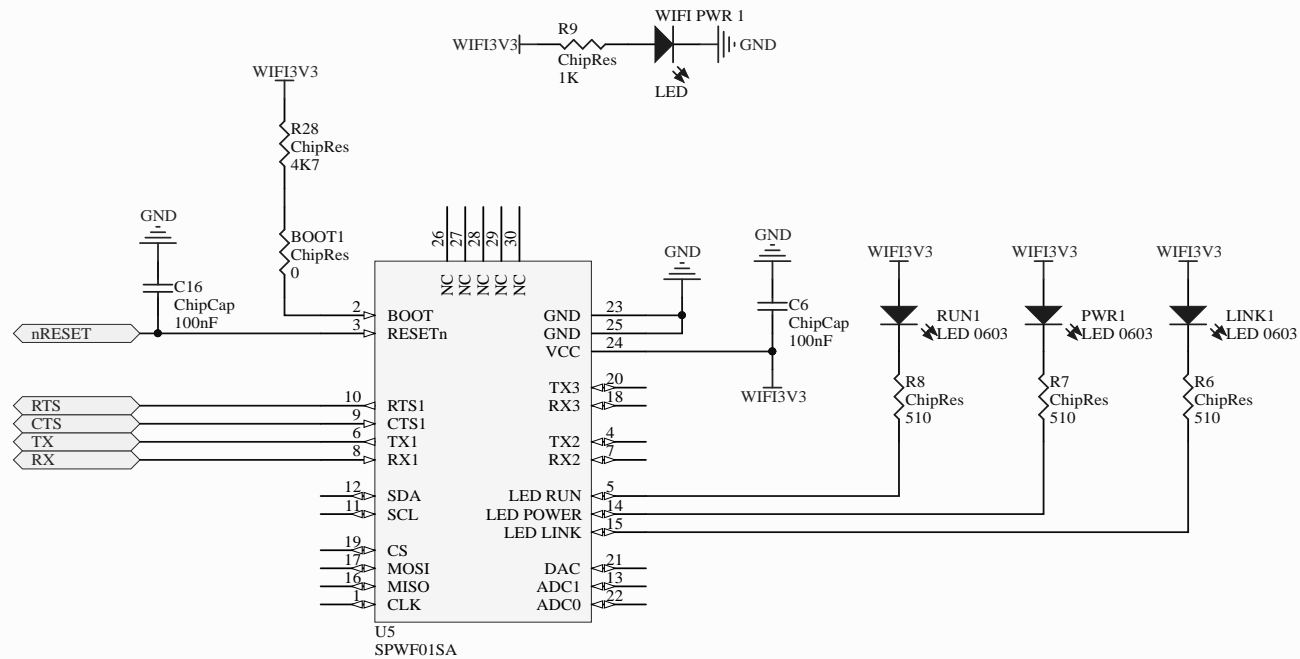 WIFI PWR 1
R9
WIFI3V3
GND
ChipRes
1K
LED
WIFI3V3
R28
ChipRes
4K7
GND
BOOT1
ChipRes
0
C16
ChipCap
100nF
nRESET
RTS
CTS
TX
RX
26
27
28
29
30
NC
NC
NC
NC
NC
2 BOOT
3 RESETn
10 RTS1
9 CTS1
6 TX1
8 RX1
12 SDA
11 SCL
19 CS
17 MOSI
16 MISO
1 CLK
GND 23
GND 25
VCC 24
TX3 20
RX3 18
TX2 4
RX2 7
LED RUN 5
LED POWER 14
LED LINK 15
DAC 21
ADC1 13
ADC0 22
U5
SPWF01SA
GND
GND
C6
ChipCap
100nF
WIFI3V3
WIFI3V3
RUN1
LED 0603
R8
ChipRes
510
WIFI3V3
PWR1
LED 0603
R7
ChipRes
510
WIFI3V3
LINK1
LED 0603
R6
ChipRes
510